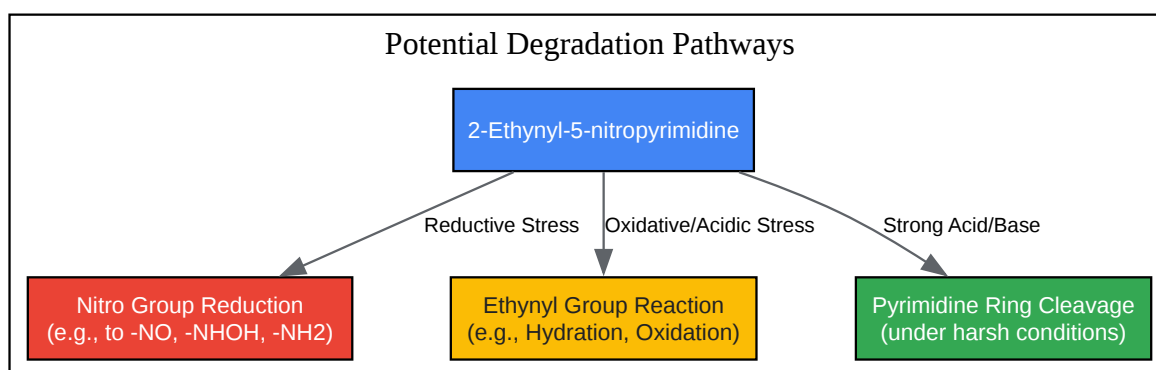 Potential Degradation Pathways
2-Ethynyl-5-nitropyrimidine
Reductive Stress
Oxidative/Acidic Stress
Strong Acid/Base
Nitro Group Reduction
(e.g., to -NO, -NHOH, -NH2)
Ethynyl Group Reaction
(e.g., Hydration, Oxidation)
Pyrimidine Ring Cleavage
(under harsh conditions)